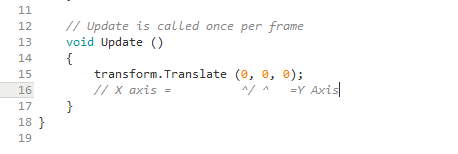 11
12 // Update is called once per frame
13 void Update ()
14 {
15 transform.Translate (0, 0, 0);
16 // X axis = ^/ ^ =Y Axis
17 }
18 }
19